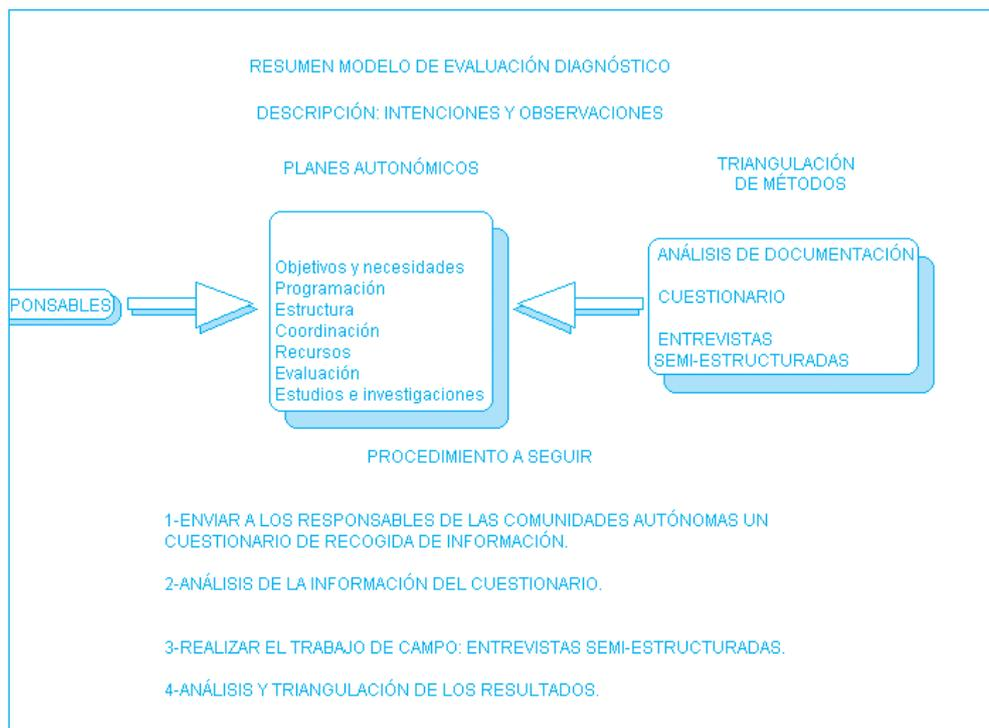 RESUMEN MODELO DE EVALUACIÓN DIAGNÓSTICO
DESCRIPCIÓN: INTENCIONES Y OBSERVACIONES
PLANES AUTONÓMICOS
TRIANGULACIÓN
DE MÉTODOS
PONSABLES
Objetivos y necesidades
Programación
Estructura
Coordinación
Recursos
Evaluación
Estudios e investigaciones
ANÁLISIS DE DOCUMENTACIÓN
CUESTIONARIO
ENTREVISTAS
SEMI-ESTRUCTURADAS
PROCEDIMIENTO A SEGUIR
1-ENVIAR A LOS RESPONSABLES DE LAS COMUNIDADES AUTÓNOMAS UN
CUESTIONARIO DE RECOGIDA DE INFORMACIÓN.
2-ANÁLISIS DE LA INFORMACIÓN DEL CUESTIONARIO.
3-REALIZAR EL TRABAJO DE CAMPO: ENTREVISTAS SEMI-ESTRUCTURADAS.
4-ANÁLISIS Y TRIANGULACIÓN DE LOS RESULTADOS.